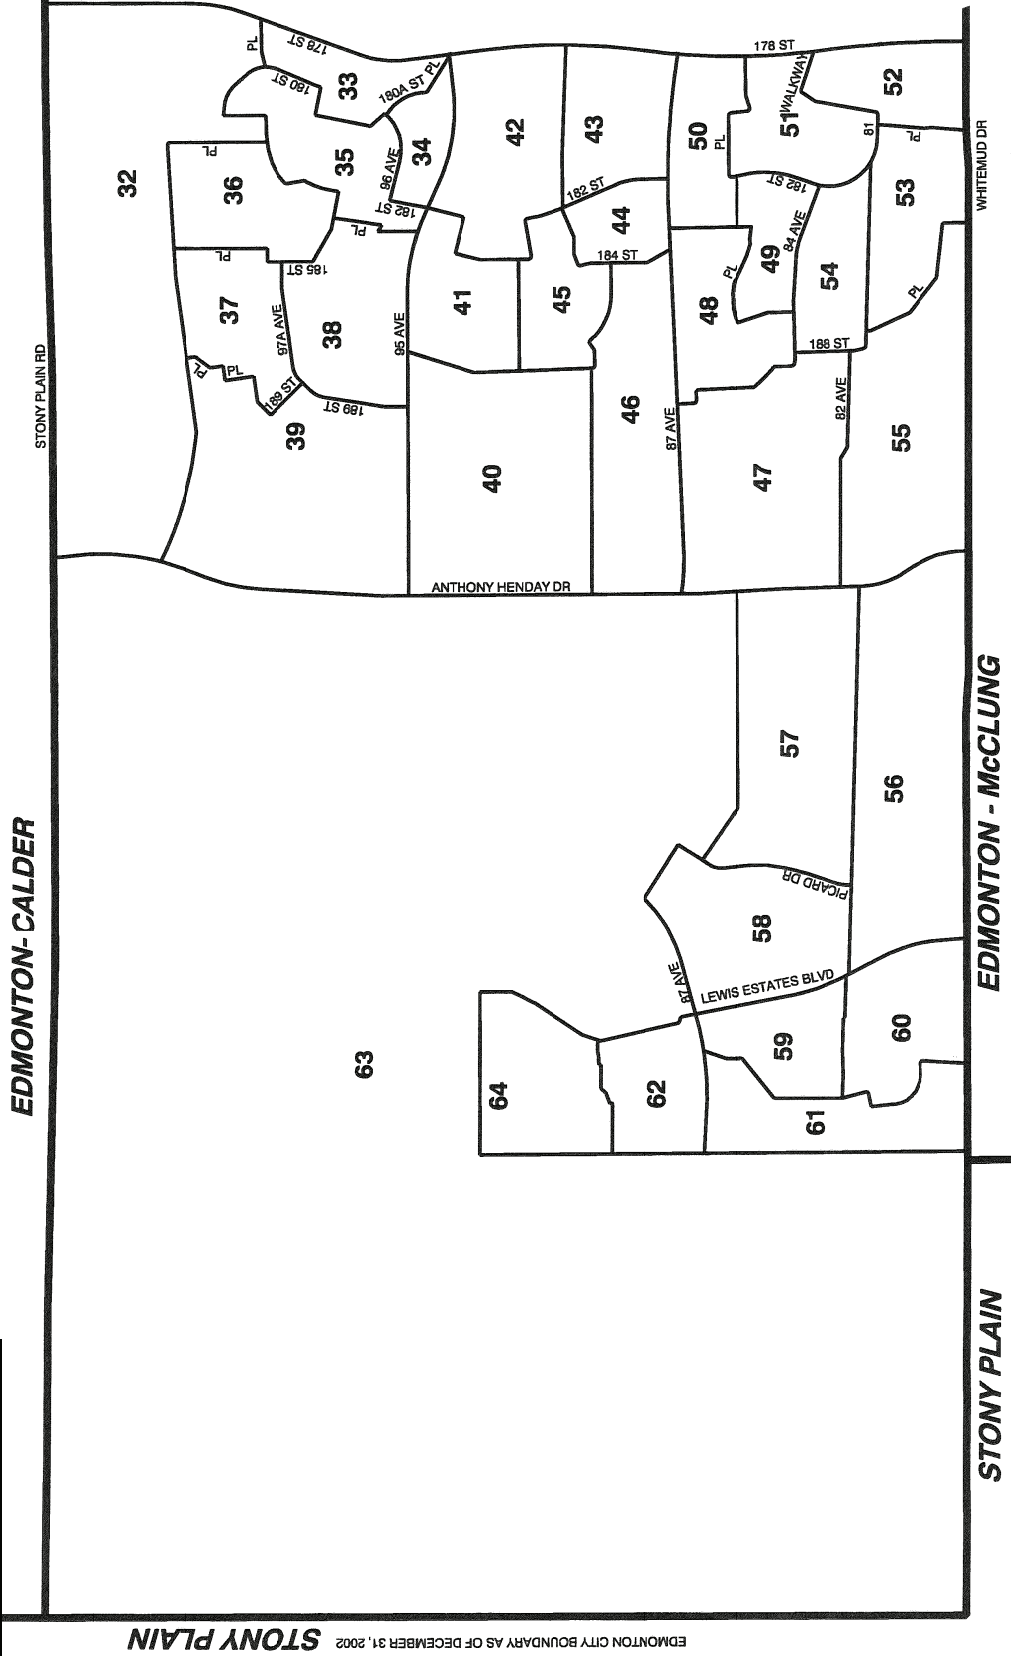 EDMONTON-CALDER
STONY PLAIN RD
32
PL
178 ST
33
180 ST
180A ST
PL
34
96 AVE
35
182 ST
PL
36
PL
PL
185 ST
37
97A AVE
38
95 AVE
PL
PL
189 ST
189 ST
39
42
43
182 ST
44
184 ST
41
45
46
40
87 AVE
ANTHONY HENDAY DR
178 ST
50
PL
51
WALKWAY
52
81
PL
WHITEMUD DR
182 ST
53
84 AVE
49
PL
54
48
PL
188 ST
82 AVE
47
55
57
56
PICARD DR
58
87 AVE
LEWIS ESTATES BLVD
59
60
61
62
64
63
EDMONTON - McCLUNG
STONY PLAIN
STONY PLAIN
EDMONTON CITY BOUNDARY AS OF DECEMBER 31, 2002